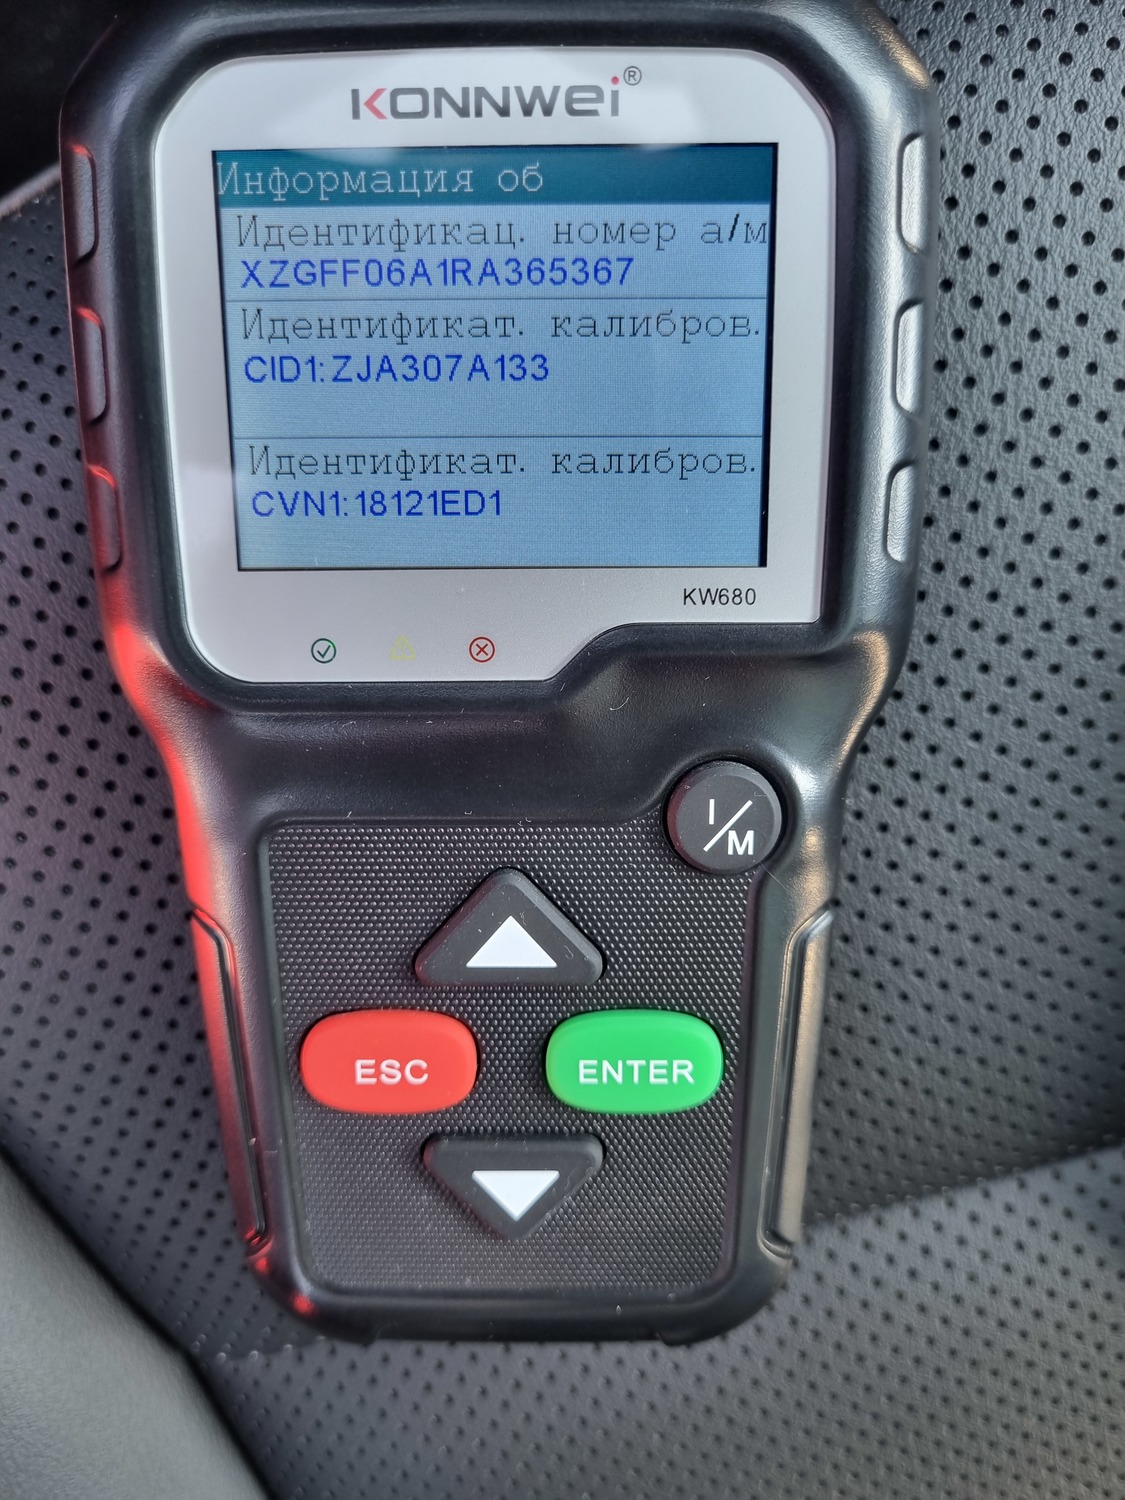 KONNWEI®
Информация об
Идентификац. номер а/м
XZGFF06A1RA365367
Идентификат. калибров.
CID1:ZJA307A133
Идентификат. калибров.
CVN1:18121ED1
KW680
I/M
ESC
ENTER